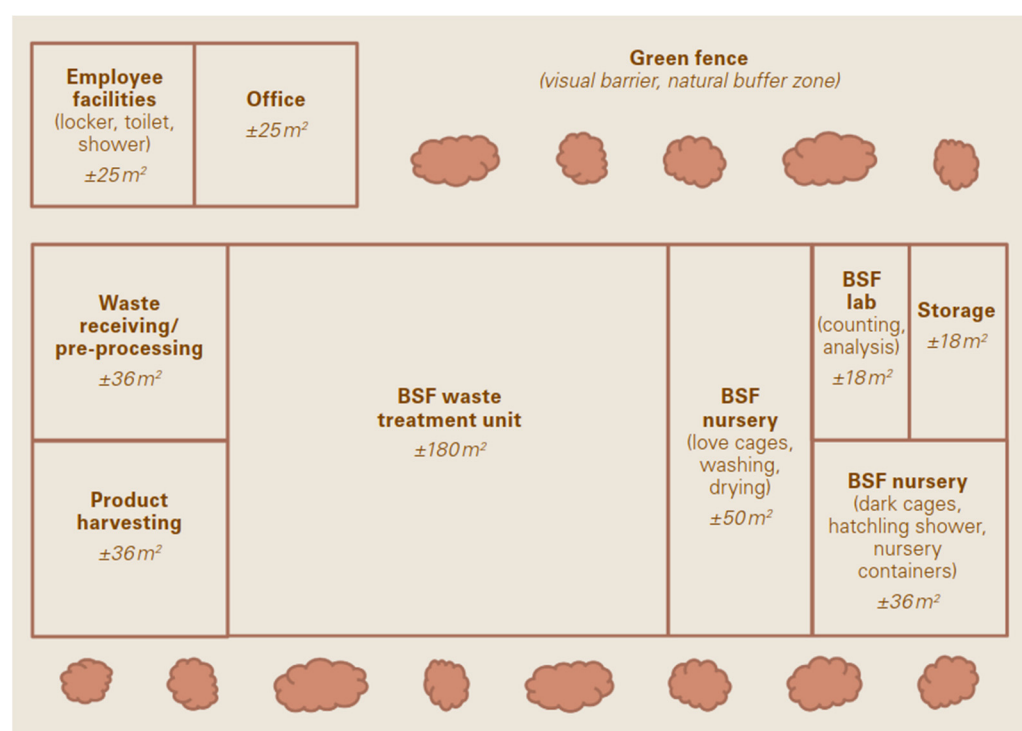 Employee
facilities
(locker, toilet,
shower)
±25 m²
Office
±25 m²
Green fence
(visual barrier, natural buffer zone)
Waste
receiving/
pre-processing
±36 m²
Product
harvesting
±36 m²
BSF waste
treatment unit
±180 m²
BSF
nursery
(love cages,
washing,
drying)
±50 m²
BSF
lab
(counting,
analysis)
±18 m²
Storage
±18 m²
BSF nursery
(dark cages,
hatchling shower,
nursery
containers)
±36 m²